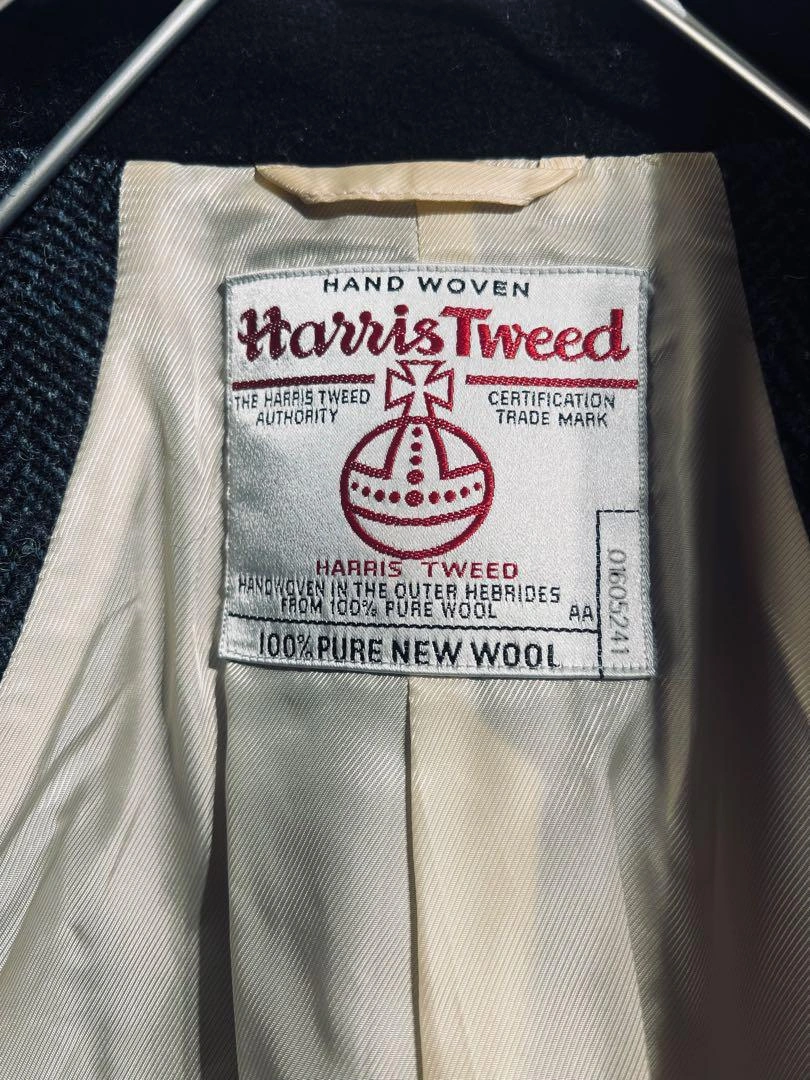 HAND WOVEN
Harris Tweed
THE HARRIS TWEED
AUTHORITY
CERTIFICATION
TRADE MARK
HARRIS TWEED
HANDWOVEN IN THE OUTER HEBRIDES
FROM 100% PURE WOOL
AA
01605241
100% PURE NEW WOOL